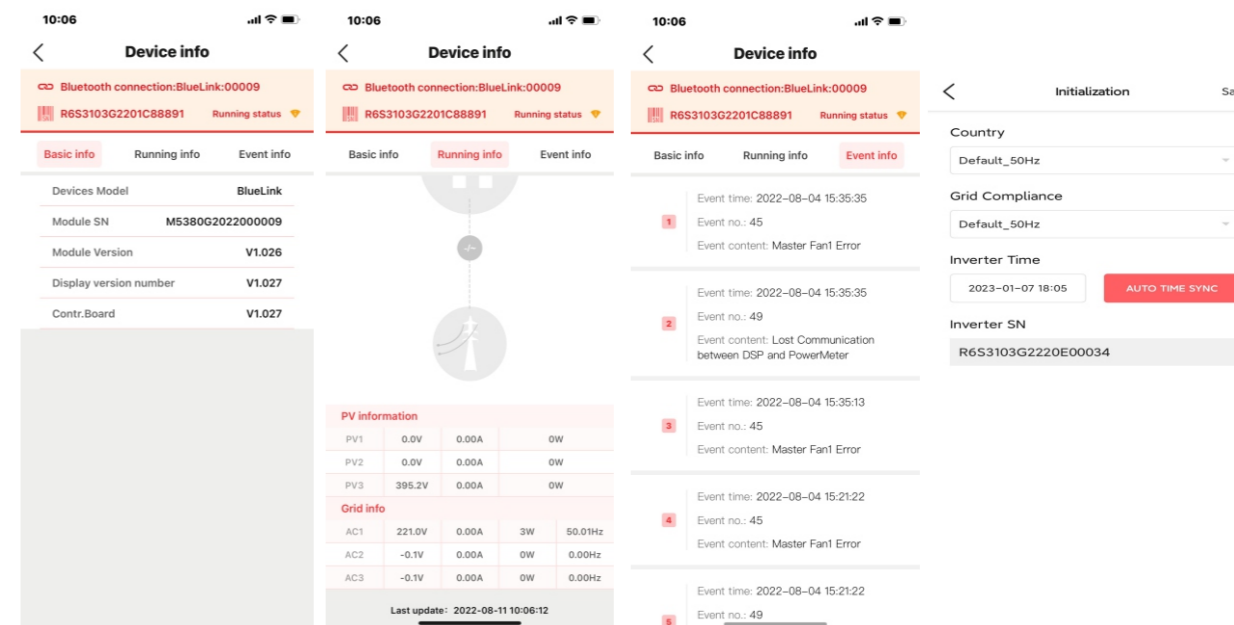 10:06
Device info
Bluetooth connection:BlueLink:00009
R6S3103G2201C88891 Running status
Basic info Running info Event info
Devices Model BlueLink
Module SN M5380G2022000009
Module Version V1.026
Display version number V1.027
Contr.Board V1.027
10:06
Device info
Bluetooth connection:BlueLink:00009
R6S3103G2201C88891 Running status
Basic info Running info Event info
PV information
PV1 0.0V 0.00A 0W
PV2 0.0V 0.00A 0W
PV3 395.2V 0.00A 0W
Grid info
AC1 221.0V 0.00A 3W 50.01Hz
AC2 -0.1V 0.00A 0W 0.00Hz
AC3 -0.1V 0.00A 0W 0.00Hz
Last update: 2022-08-11 10:06:12
10:06
Device info
Bluetooth connection:BlueLink:00009
R6S3103G2201C88891 Running status
Basic info Running info Event info
Event time: 2022-08-04 15:35:35
1 Event no.: 45
Event content: Master Fan1 Error
Event time: 2022-08-04 15:35:35
2 Event no.: 49
Event content: Lost Communication
between DSP and PowerMeter
Event time: 2022-08-04 15:35:13
3 Event no.: 45
Event content: Master Fan1 Error
Event time: 2022-08-04 15:21:22
4 Event no.: 45
Event content: Master Fan1 Error
Event time: 2022-08-04 15:21:22
5 Event no.: 49
Initialization Sa
Country
Default_50Hz
Grid Compliance
Default_50Hz
Inverter Time
2023-01-07 18:05 AUTO TIME SYNC
Inverter SN
R6S3103G2220E00034